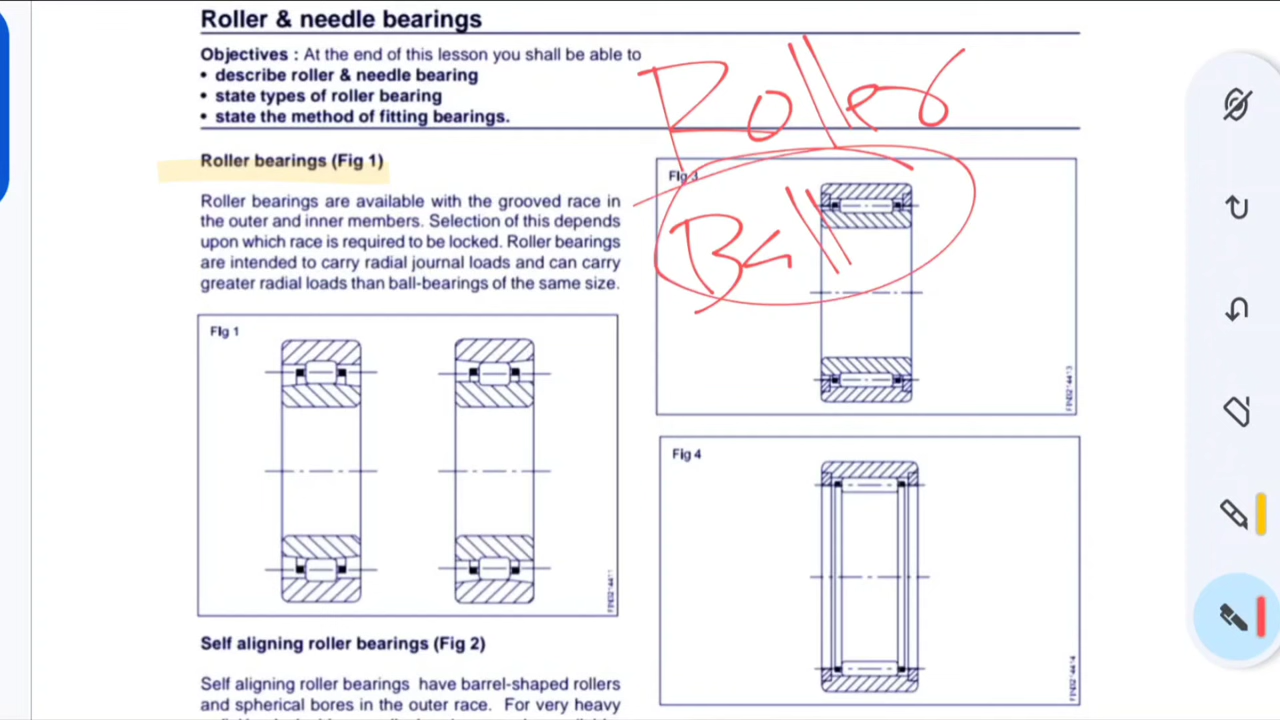 Roller & needle bearings
Objectives : At the end of this lesson you shall be able to
• describe roller & needle bearing
• state types of roller bearing
• state the method of fitting bearings.
Roller bearings (Fig 1)
Roller bearings are available with the grooved race in
the outer and inner members. Selection of this depends
upon which race is required to be locked. Roller bearings
are intended to carry radial journal loads and can carry
greater radial loads than ball-bearings of the same size.
Fig 1
Self aligning roller bearings (Fig 2)
Self aligning roller bearings have barrel-shaped rollers
and spherical bores in the outer race. For very heavy
Roller
Fig 3
Ball
Fig 4